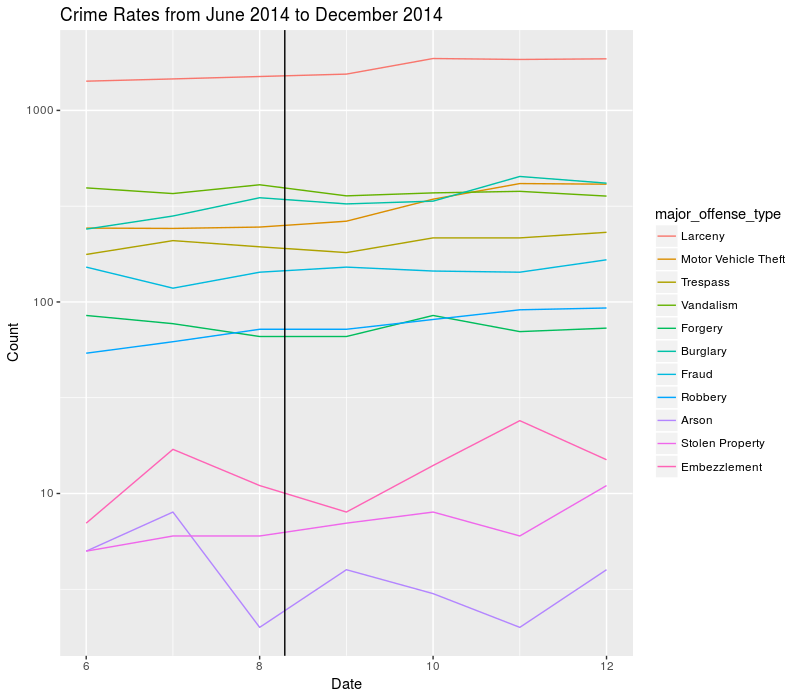 Crime Rates from June 2014 to December 2014
1000
100
10
Count
6
8
10
12
Date
major_offense_type
Larceny
Motor Vehicle Theft
Trespass
Vandalism
Forgery
Burglary
Fraud
Robbery
Arson
Stolen Property
Embezzlement